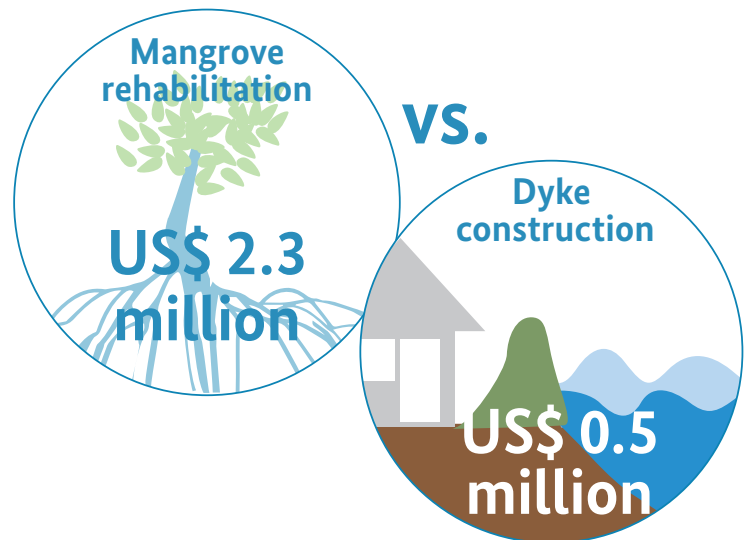 Mangrove
rehabilitation
US$ 2.3
million
vs.
Dyke
construction
US$ 0.5
million